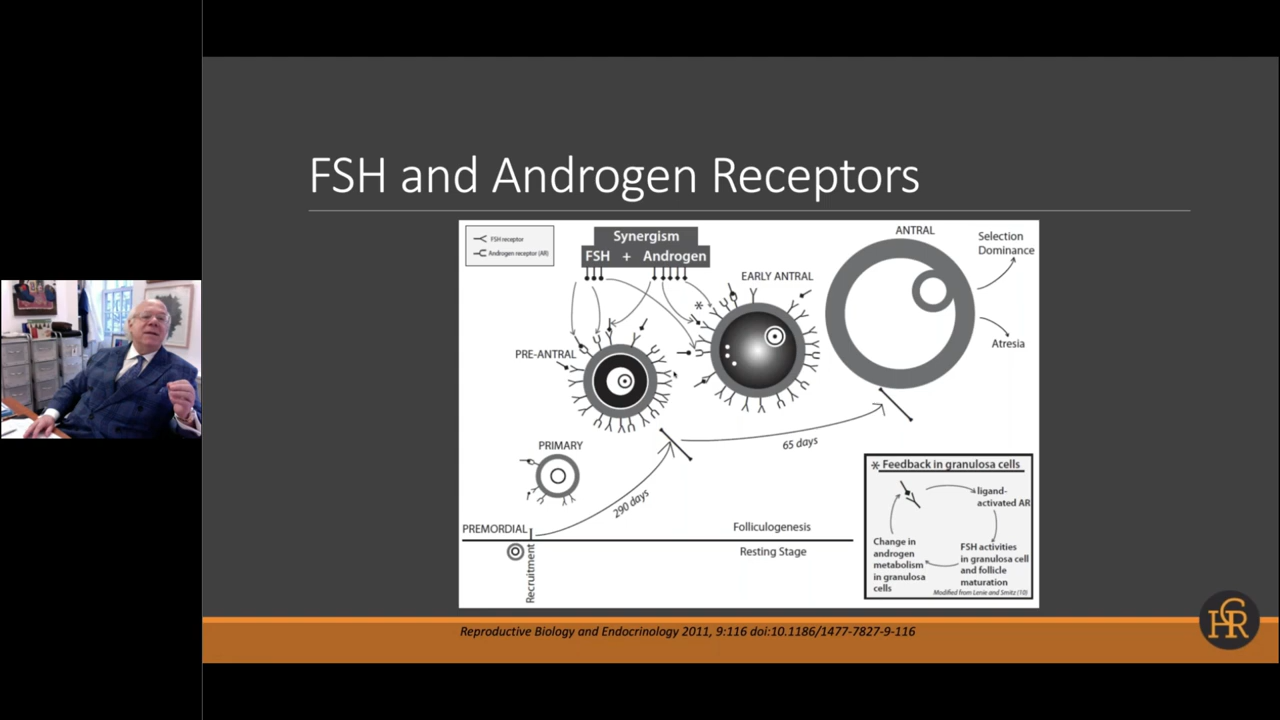 FSH and Androgen Receptors
FSH receptor
Androgen receptor (AR)
Synergism
FSH + Androgen
ANTRAL
Selection
Dominance
EARLY ANTRAL
*
PRE-ANTRAL
Atresia
PRIMARY
65 days
290 days
PREMORDIAL
Folliculogenesis
Resting Stage
Recruitment
* Feedback in granulosa cells
ligand-
activated AR
Change in
androgen
metabolism
in granulosa
cells
FSH activities
in granulosa cell
and follicle
maturation
Modified from Lenie and Smitz (10)
Reproductive Biology and Endocrinology 2011, 9:116 doi:10.1186/1477-7827-9-116
CHR